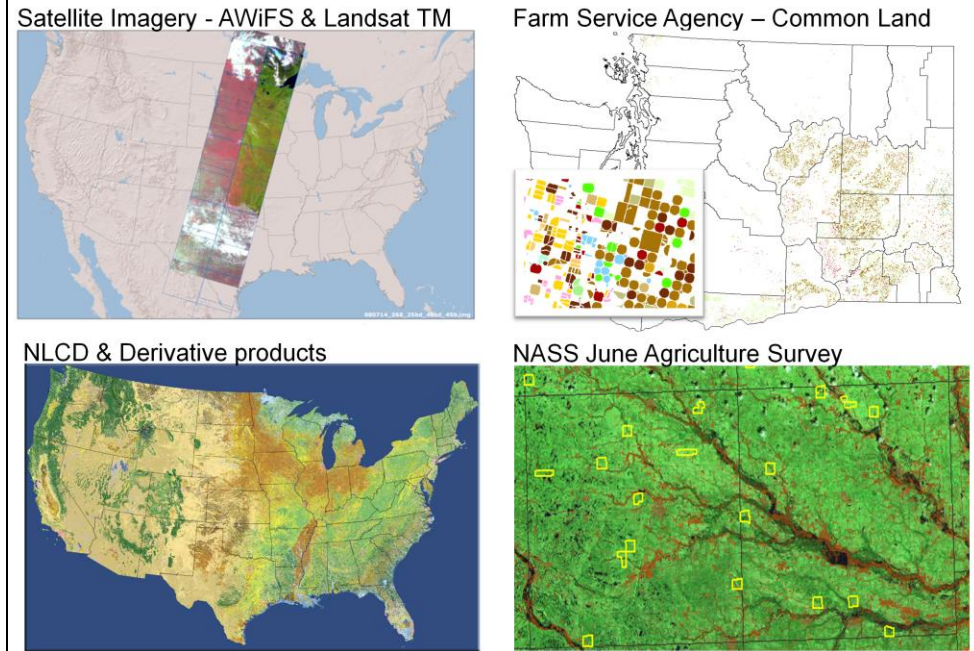 Satellite Imagery - AWiFS & Landsat TM
Farm Service Agency – Common Land
NLCD & Derivative products
NASS June Agriculture Survey